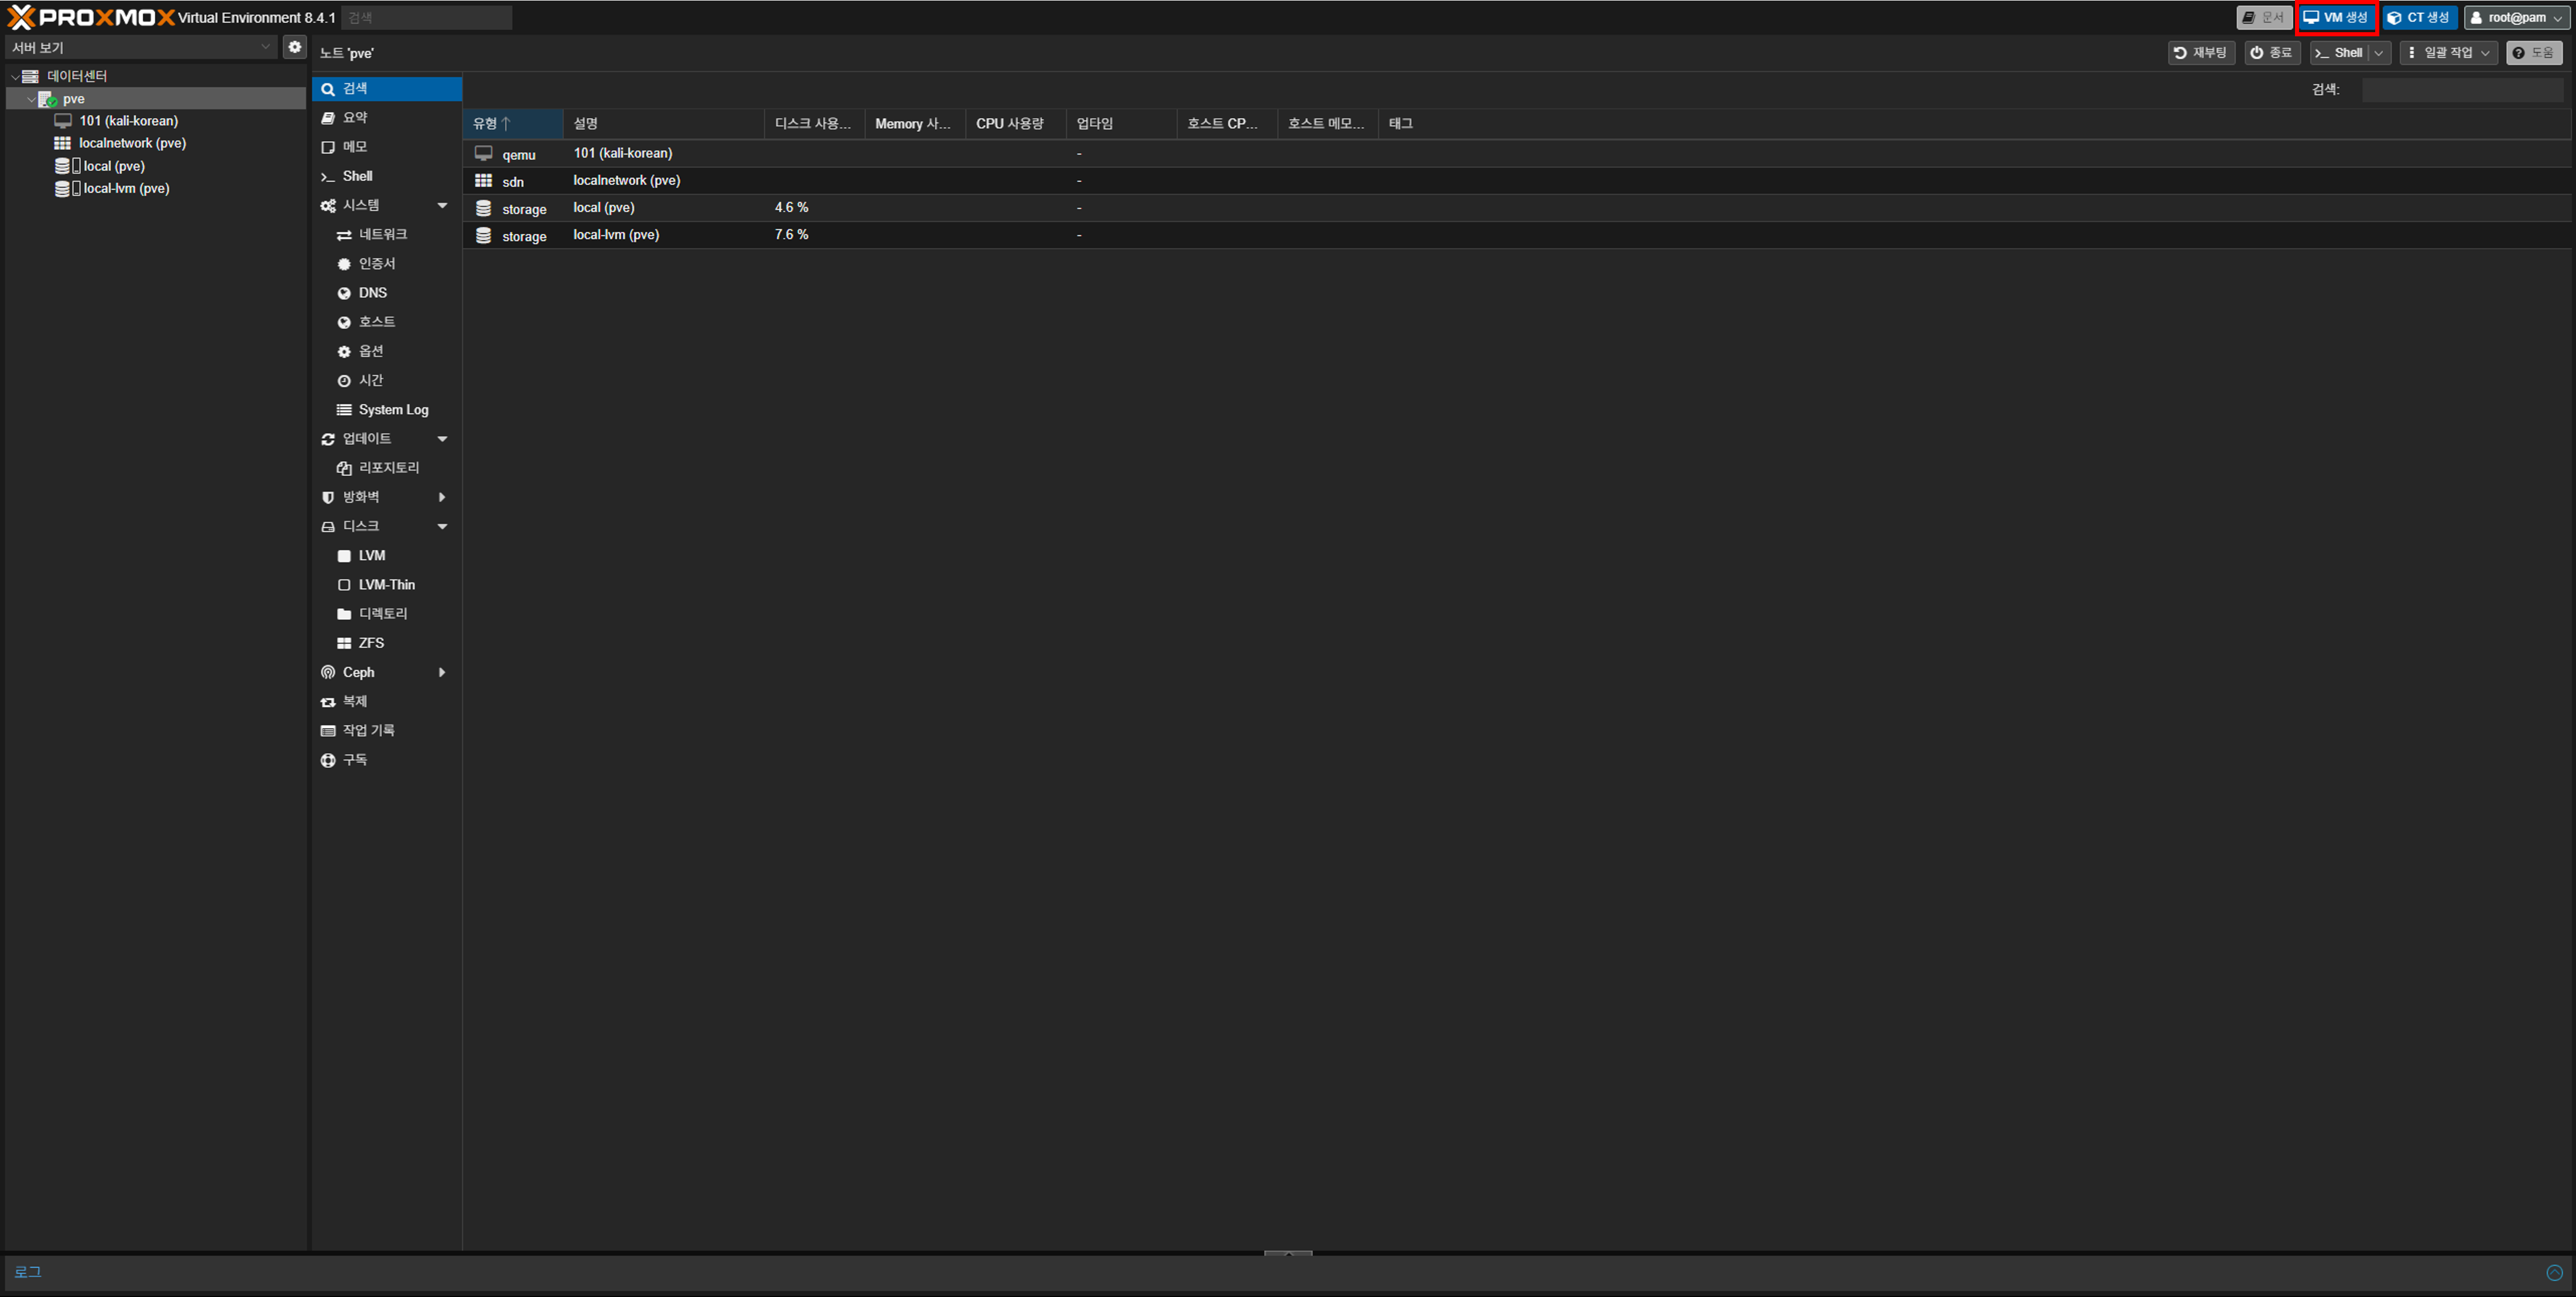 PROXMOX Virtual Environment 8.4.1 검색 문서 VM 생성 CT 생성 root@pam
서버 보기
노트 'pve' 재부팅 종료 Shell 일괄 작업 도움
데이터센터
pve
101 (kali-korean)
localnetwork (pve)
local (pve)
local-lvm (pve)
검색
요약
메모
Shell
시스템
네트워크
인증서
DNS
호스트
옵션
시간
System Log
업데이트
리포지토리
방화벽
디스크
LVM
LVM-Thin
디렉토리
ZFS
Ceph
복제
작업 기록
구독
검색:
유형 설명 디스크 사용... Memory 사... CPU 사용량 업타임 호스트 CP... 호스트 메모... 태그
qemu 101 (kali-korean) -
sdn localnetwork (pve) -
storage local (pve) 4.6 % -
storage local-lvm (pve) 7.6 % -
로그